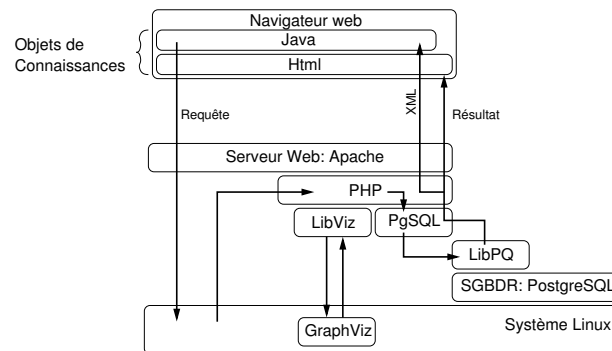 Navigateur web
Objets de
Connaissances
Java
Html
Requête
XML
Résultat
Serveur Web: Apache
PHP
LibViz
PgSQL
LibPQ
SGBDR: PostgreSQL
Système Linux
GraphViz